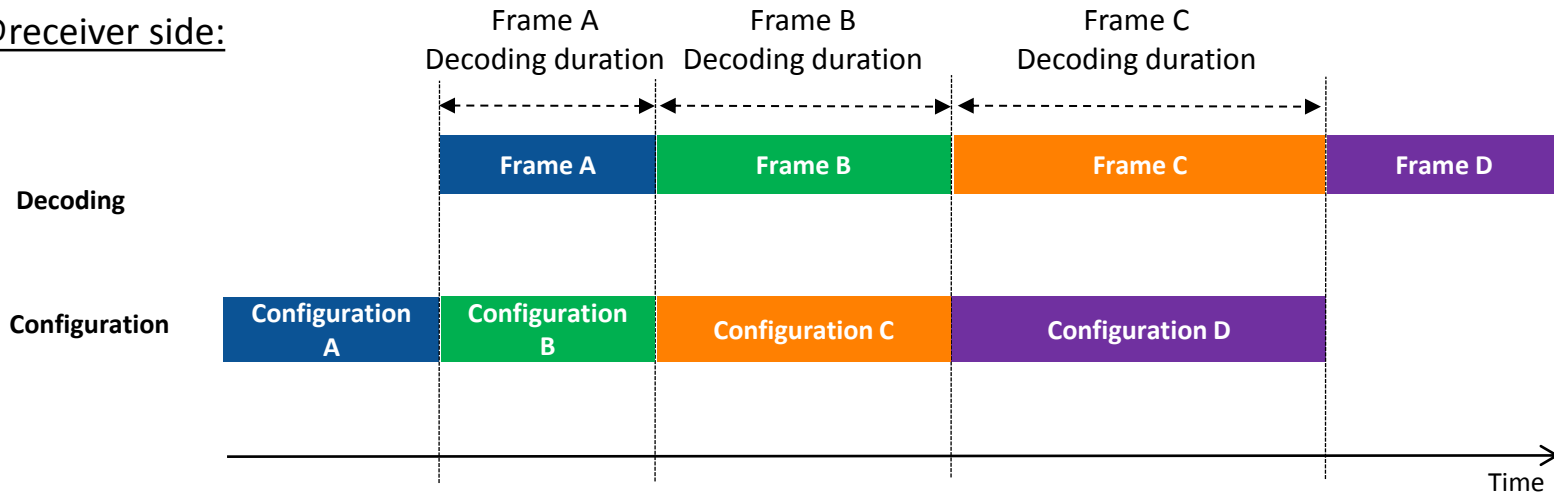 receiver side:
Frame A
Decoding duration
Frame B
Decoding duration
Frame C
Decoding duration
Decoding
Frame A
Frame B
Frame C
Frame D
Configuration
Configuration
A
Configuration
B
Configuration C
Configuration D
Time